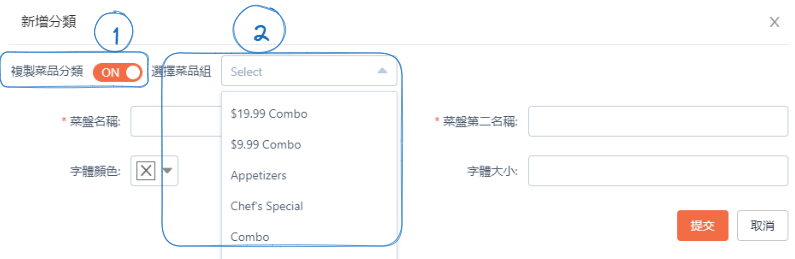 新增分類
1
2
複製菜品分類 ON 選擇菜品組 Select
$19.99 Combo
$9.99 Combo
Appetizers
Chef's Special
Combo
* 菜盤名稱:
* 菜盤第二名稱:
字體顏色:
字體大小:
提交 取消